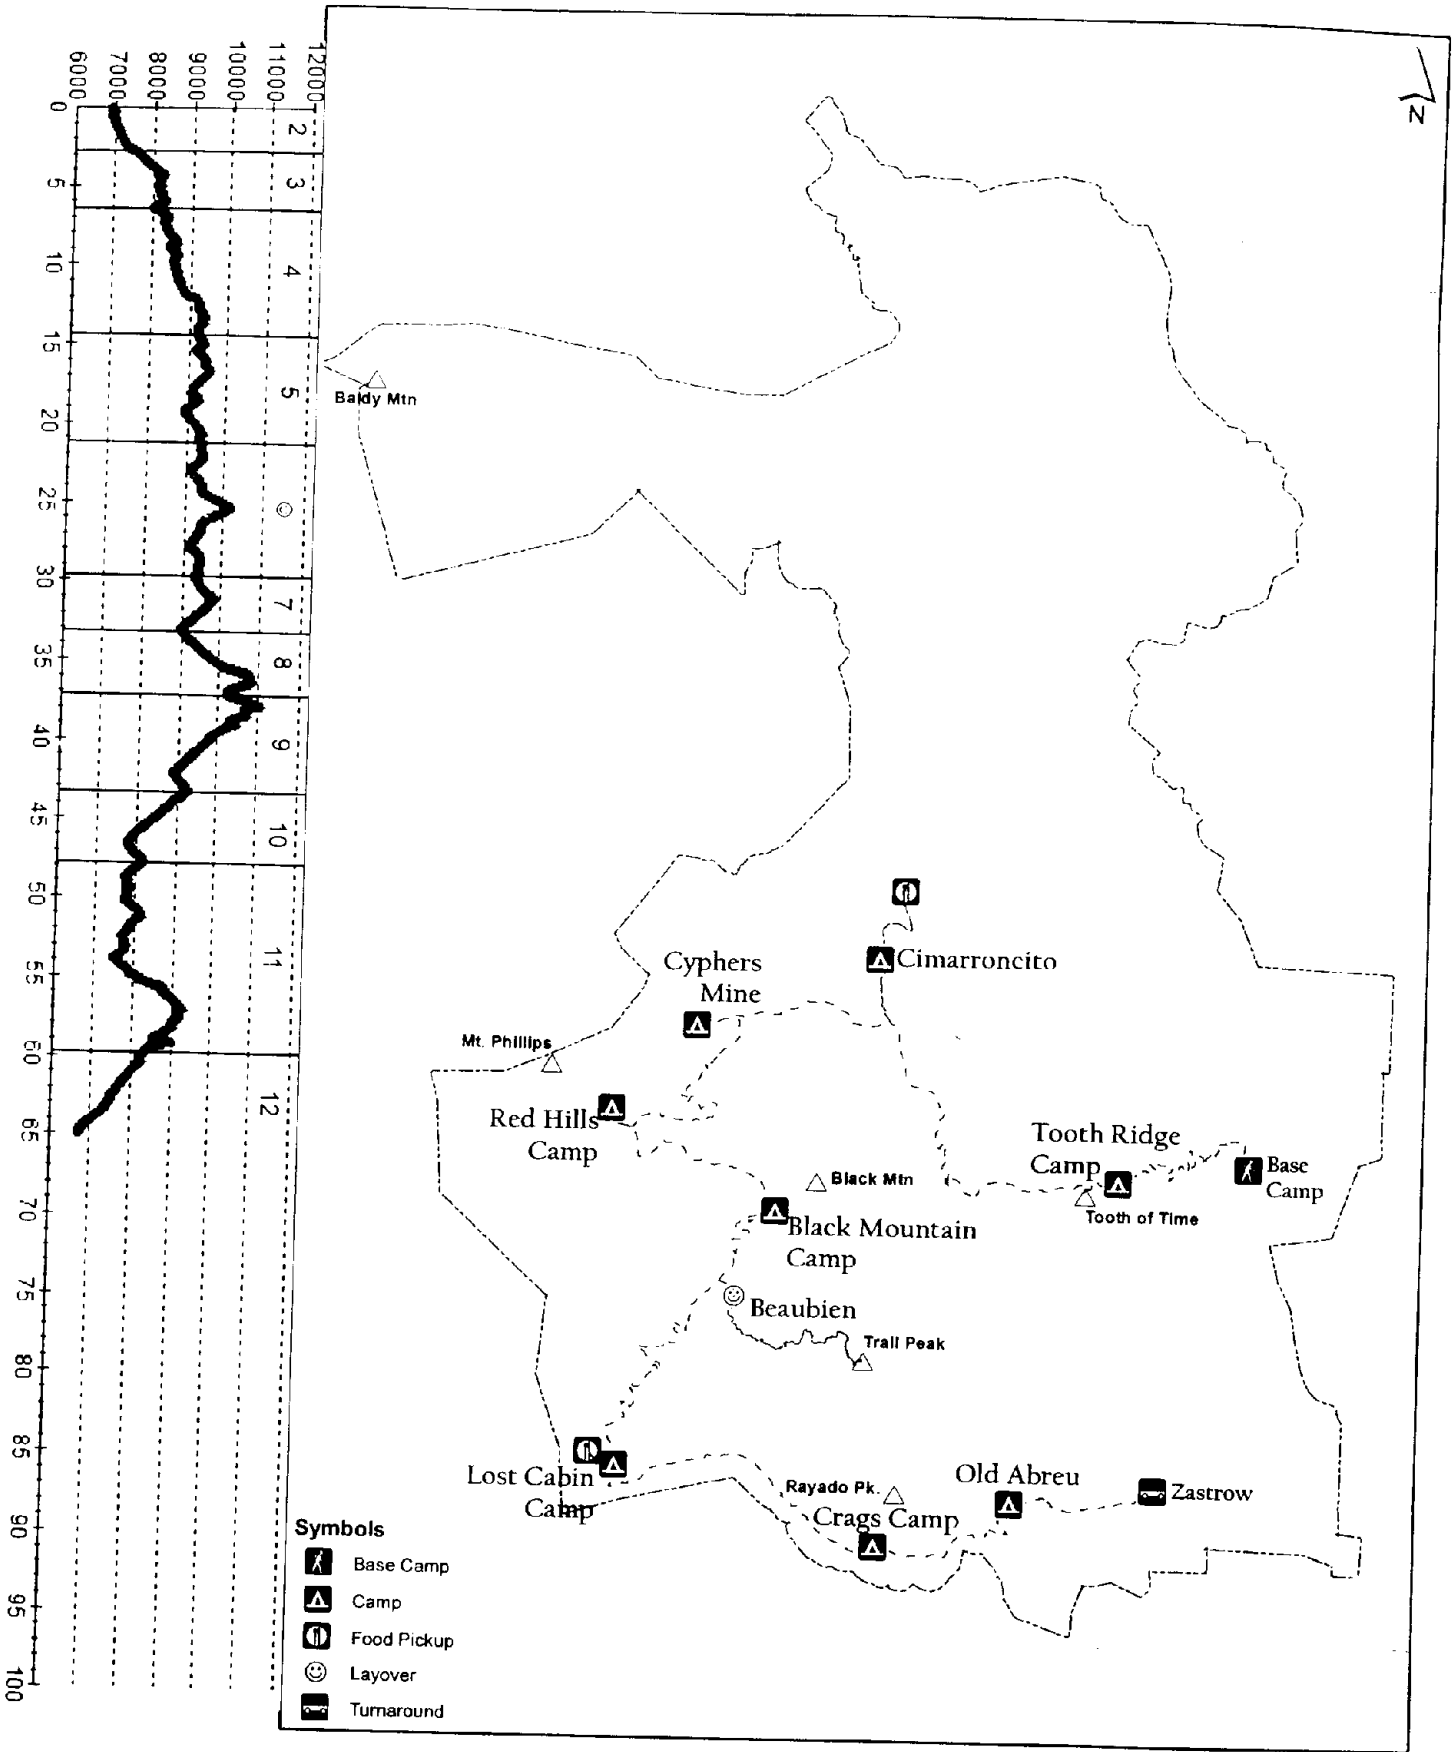 6000
7000
8000
9000
10000
11000
12000
0
5
10
15
20
25
30
35
40
45
50
55
60
65
70
75
80
85
90
95
100
2
3
4
5
☺
7
8
9
10
11
12
N
Baldy Mtn
Cimarroncito
Cyphers
Mine
Mt. Phillips
Red Hills
Camp
Tooth Ridge
Camp
Base
Camp
Tooth of Time
Black Mtn
Black Mountain
Camp
Beaubien
Trail Peak
Lost Cabin
Camp
Rayado Pk.
Crags Camp
Old Abreu
Zastrow
Symbols
Base Camp
Camp
Food Pickup
Layover
Turnaround